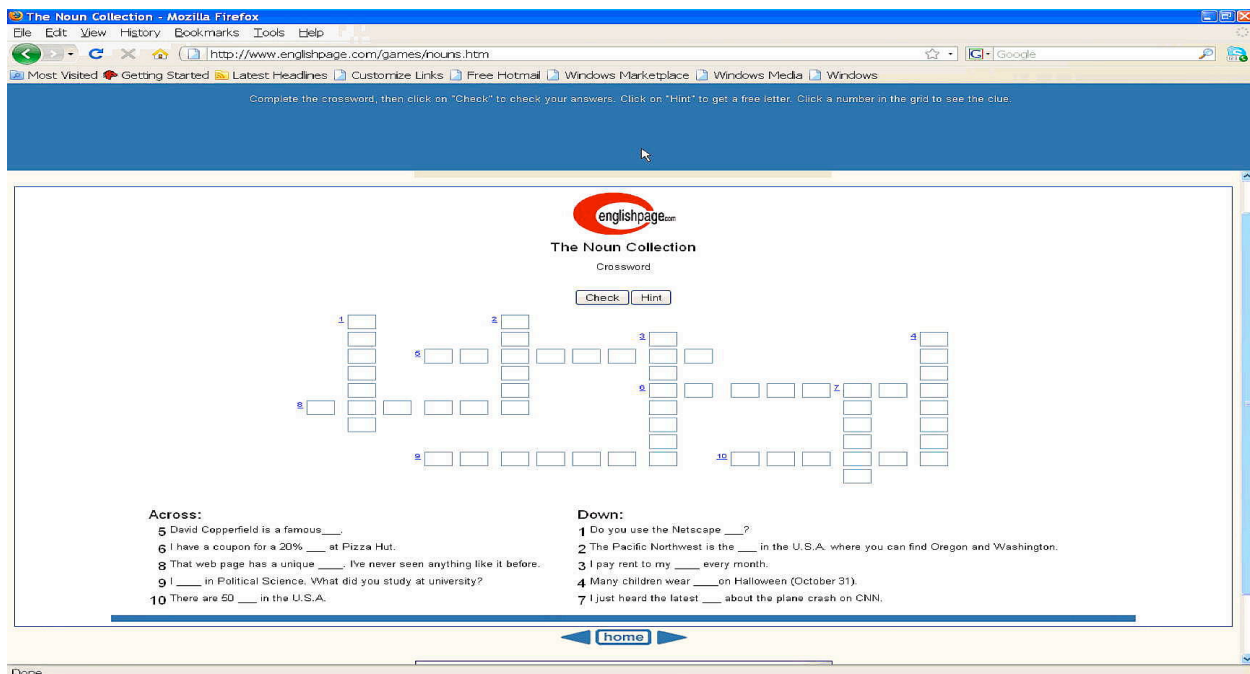 The Noun Collection - Mozilla Firefox
File Edit View History Bookmarks Tools Help
http://www.englishpage.com/games/nouns.htm G Google
Most Visited Getting Started Latest Headlines Customize Links Free Hotmail Windows Marketplace Windows Media Windows
Complete the crossword, then click on "Check" to check your answers. Click on "Hint" to get a free letter. Click a number in the grid to see the clue.
englishpage.com
The Noun Collection
Crossword
Check Hint
1 2
3 4
5
6 7
8
9 10
Across:
5 David Copperfield is a famous___.
6 I have a coupon for a 20% ___ at Pizza Hut.
8 That web page has a unique ____. I've never seen anything like it before.
9 I ____ in Political Science. What did you study at university?
10 There are 50 ___ in the U.S.A.
Down:
1 Do you use the Netscape ___?
2 The Pacific Northwest is the ___ in the U.S.A. where you can find Oregon and Washington.
3 I pay rent to my ____ every month.
4 Many children wear ____on Halloween (October 31).
7 I just heard the latest ___ about the plane crash on CNN.
home
Done